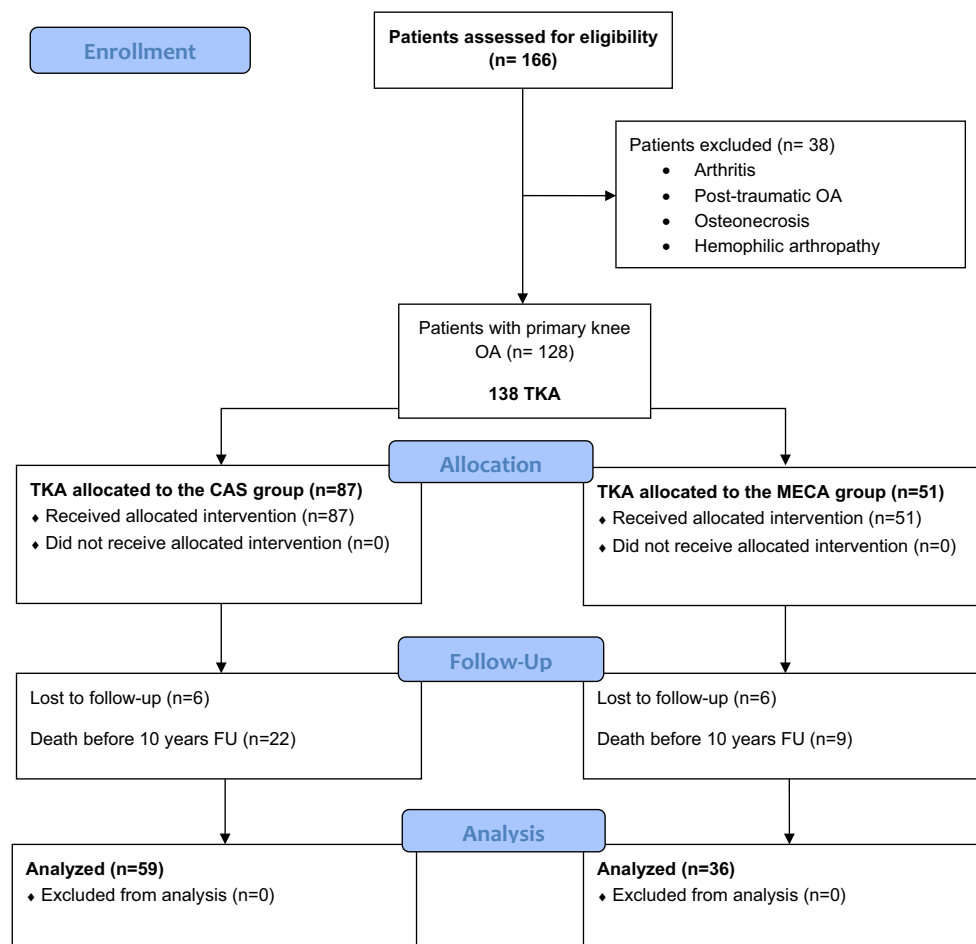 Enrollment
Patients assessed for eligibility
(n= 166)
Patients excluded (n= 38)
• Arthritis
• Post-traumatic OA
• Osteonecrosis
• Hemophilic arthropathy
Patients with primary knee
OA (n= 128)
138 TKA
Allocation
TKA allocated to the CAS group (n=87)
♦ Received allocated intervention (n=87)
♦ Did not receive allocated intervention (n=0)
TKA allocated to the MECA group (n=51)
♦ Received allocated intervention (n=51)
♦ Did not receive allocated intervention (n=0)
Follow-Up
Lost to follow-up (n=6)
Death before 10 years FU (n=22)
Lost to follow-up (n=6)
Death before 10 years FU (n=9)
Analysis
Analyzed (n=59)
♦ Excluded from analysis (n=0)
Analyzed (n=36)
♦ Excluded from analysis (n=0)